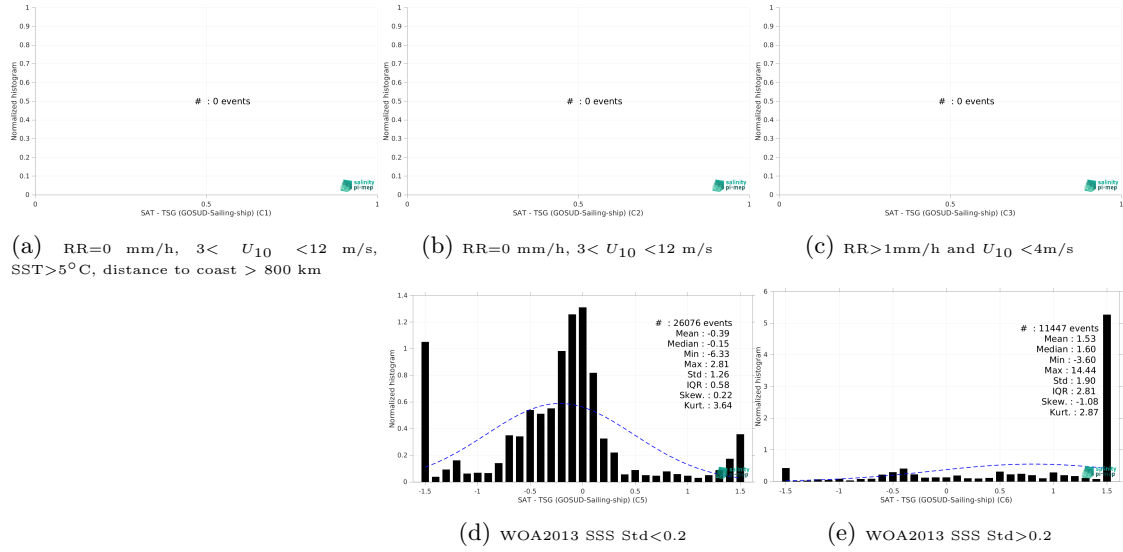 1
0.9
0.8
0.7
0.6
0.5
0.4
0.3
0.2
0.1
0
Normalized histogram
# : 0 events
salinity
pi-mep
0 0.5 1
SAT - TSG (GOSUD-Sailing-ship) (C1)
(a) RR=0 mm/h, 3< U10 <12 m/s,
SST>5°C, distance to coast > 800 km
1
0.9
0.8
0.7
0.6
0.5
0.4
0.3
0.2
0.1
0
Normalized histogram
# : 0 events
salinity
pi-mep
0 0.5 1
SAT - TSG (GOSUD-Sailing-ship) (C2)
(b) RR=0 mm/h, 3< U10 <12 m/s
1
0.9
0.8
0.7
0.6
0.5
0.4
0.3
0.2
0.1
0
Normalized histogram
# : 0 events
salinity
pi-mep
0 0.5 1
SAT - TSG (GOSUD-Sailing-ship) (C3)
(c) RR>1mm/h and U10 <4m/s
1.4
1.2
1
0.8
0.6
0.4
0.2
0
Normalized histogram
# : 26076 events
Mean : -0.39
Median : -0.15
Min : -6.33
Max : 2.81
Std : 1.26
IQR : 0.58
Skew. : 0.22
Kurt. : 3.64
salinity
pi-mep
-1.5 -1 -0.5 0 0.5 1 1.5
SAT - TSG (GOSUD-Sailing-ship) (C5)
(d) WOA2013 SSS Std<0.2
6
5
4
3
2
1
0
Normalized histogram
# : 11447 events
Mean : 1.53
Median : 1.60
Min : -3.60
Max : 14.44
Std : 1.90
IQR : 2.81
Skew. : -1.08
Kurt. : 2.87
salinity
pi-mep
-1.5 -1 -0.5 0 0.5 1 1.5
SAT - TSG (GOSUD-Sailing-ship) (C6)
(e) WOA2013 SSS Std>0.2